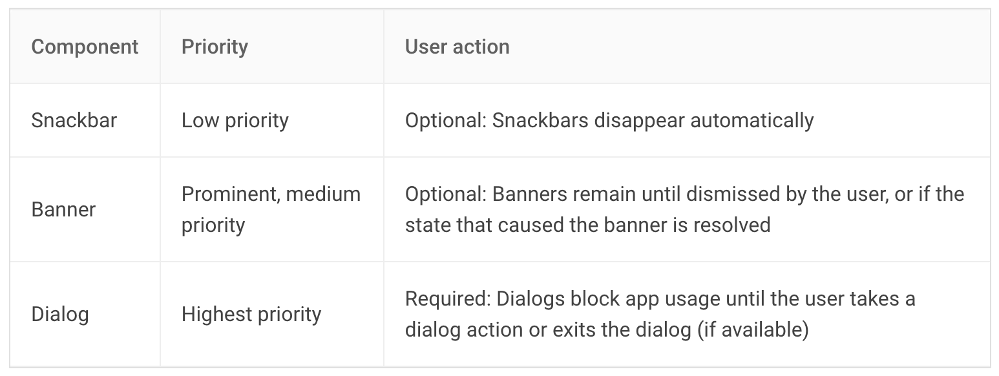 Component
Priority
User action
Snackbar
Low priority
Optional: Snackbars disappear automatically
Banner
Prominent, medium
priority
Optional: Banners remain until dismissed by the user, or if the
state that caused the banner is resolved
Dialog
Highest priority
Required: Dialogs block app usage until the user takes a
dialog action or exits the dialog (if available)